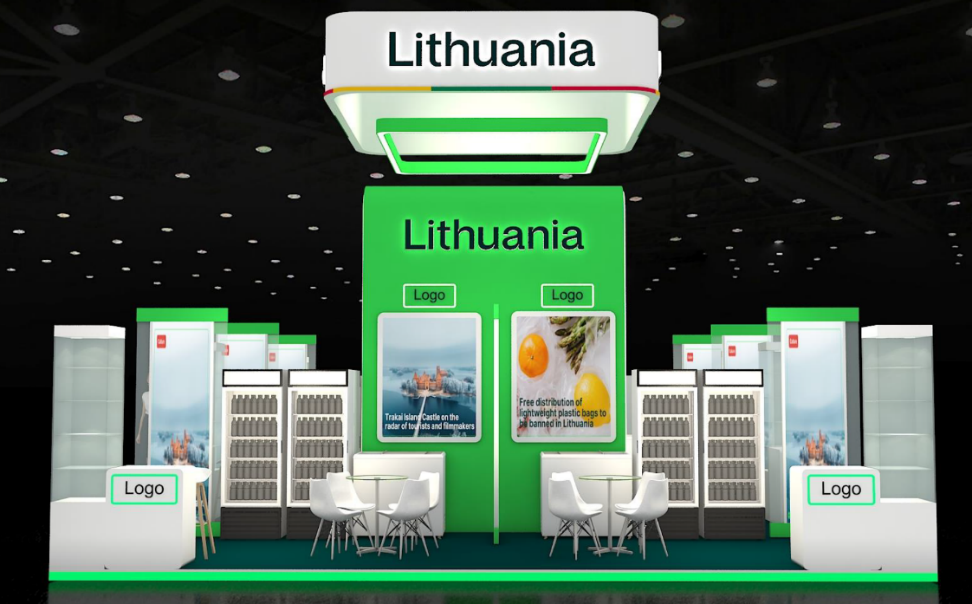 Lithuania
Lithuania
Logo
Logo
Trakai Island Castle on the
radar of tourists and filmmakers
Free distribution of
lightweight plastic bags to
be banned in Lithuania
Logo
Logo